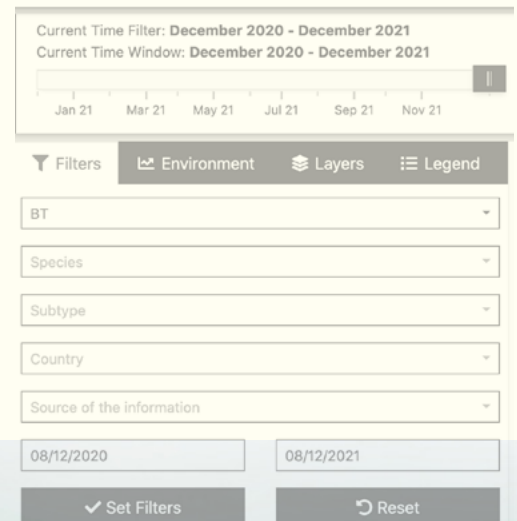 Current Time Filter: December 2020 - December 2021
Current Time Window: December 2020 - December 2021
Jan 21 Mar 21 May 21 Jul 21 Sep 21 Nov 21
Filters Environment Layers Legend
BT
Species
Subtype
Country
Source of the information
08/12/2020 08/12/2021
Set Filters Reset